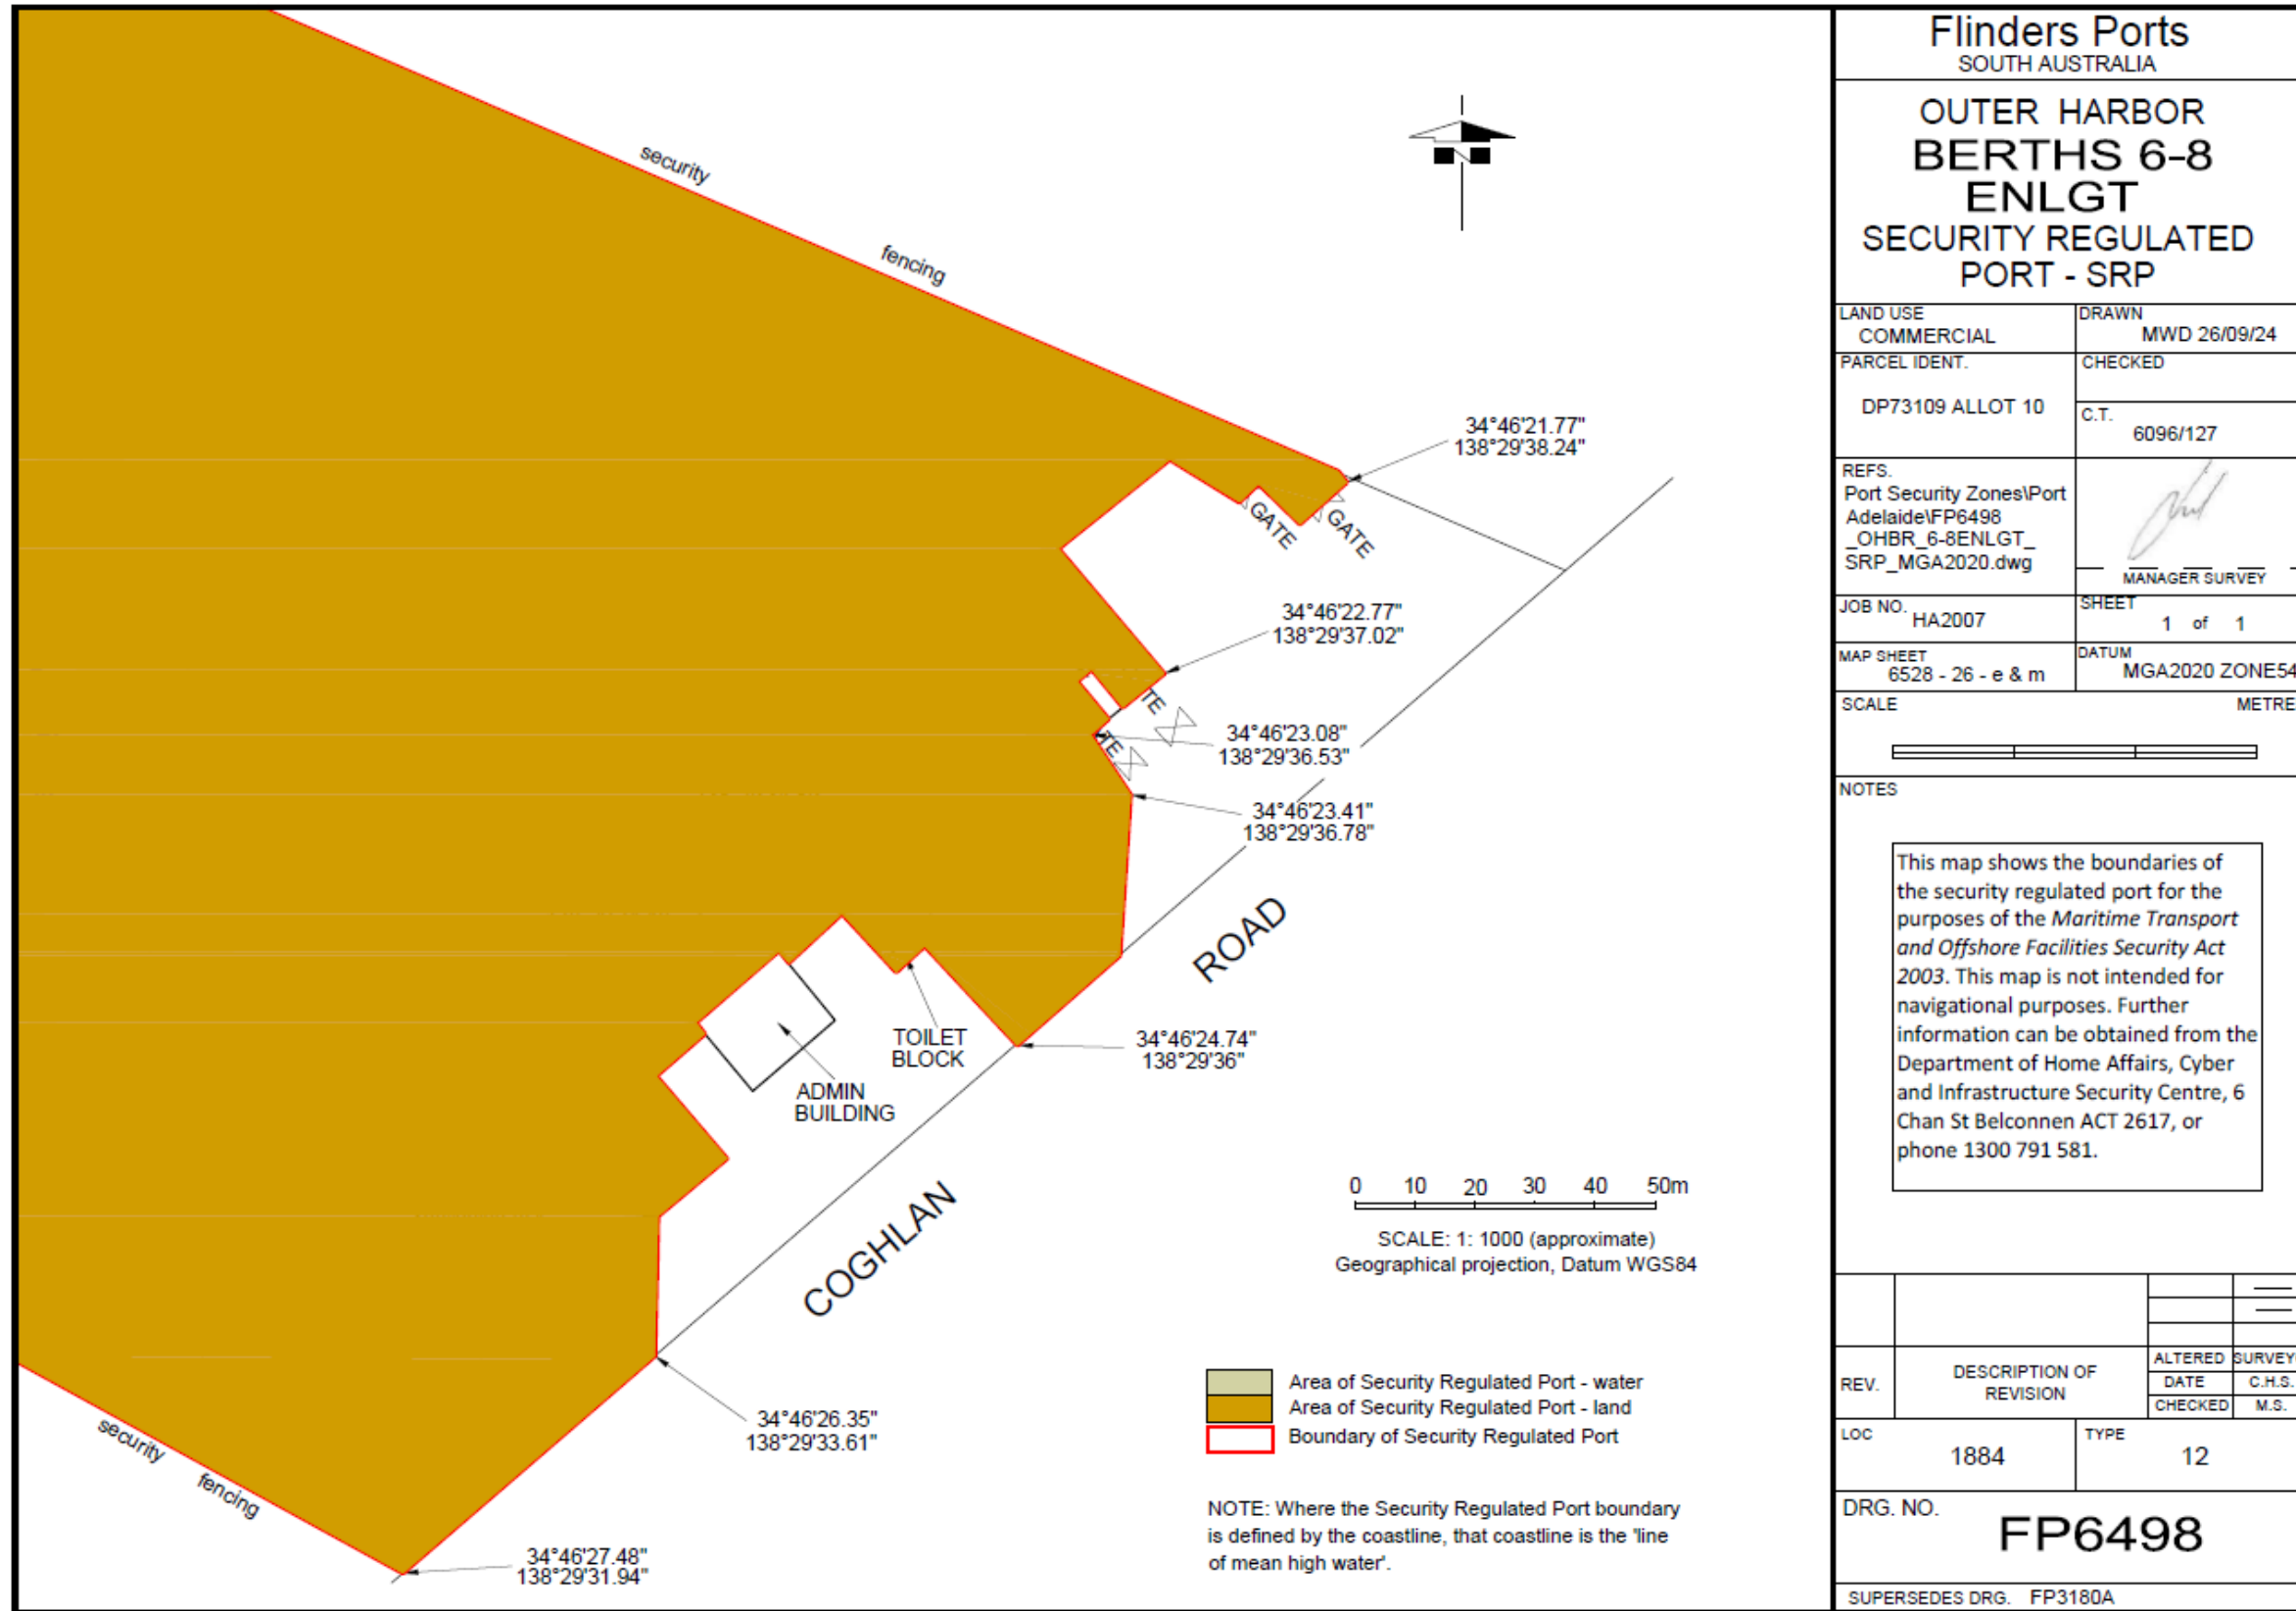 security
fencing
34°46'21.77"
138°29'38.24"
GATE
GATE
34°46'22.77"
138°29'37.02"
TE
34°46'23.08"
138°29'36.53"
TE
34°46'23.41"
138°29'36.78"
ROAD
34°46'24.74"
138°29'36"
TOILET
BLOCK
ADMIN
BUILDING
COGHLAN
34°46'26.35"
138°29'33.61"
security
fencing
34°46'27.48"
138°29'31.94"
0 10 20 30 40 50m
SCALE: 1: 1000 (approximate)
Geographical projection, Datum WGS84
Area of Security Regulated Port - water
Area of Security Regulated Port - land
Boundary of Security Regulated Port
NOTE: Where the Security Regulated Port boundary
is defined by the coastline, that coastline is the 'line
of mean high water'.
Flinders Ports
SOUTH AUSTRALIA
OUTER HARBOR
BERTHS 6-8
ENLGT
SECURITY REGULATED
PORT - SRP
LAND USE
COMMERCIAL
DRAWN
MWD 26/09/24
PARCEL IDENT.
DP73109 ALLOT 10
CHECKED
C.T.
6096/127
REFS.
Port Security Zones\Port
Adelaide\FP6498
_OHBR_6-8ENLGT_
SRP_MGA2020.dwg
MANAGER SURVEY
JOB NO. HA2007
SHEET
1 of 1
MAP SHEET
6528 - 26 - e & m
DATUM
MGA2020 ZONE54
SCALE METRE
NOTES
This map shows the boundaries of
the security regulated port for the
purposes of the Maritime Transport
and Offshore Facilities Security Act
2003. This map is not intended for
navigational purposes. Further
information can be obtained from the
Department of Home Affairs, Cyber
and Infrastructure Security Centre, 6
Chan St Belconnen ACT 2617, or
phone 1300 791 581.
REV.
DESCRIPTION OF
REVISION
ALTERED SURVEY
DATE C.H.S.
CHECKED M.S.
LOC
1884
TYPE
12
DRG. NO.
FP6498
SUPERSEDES DRG. FP3180A